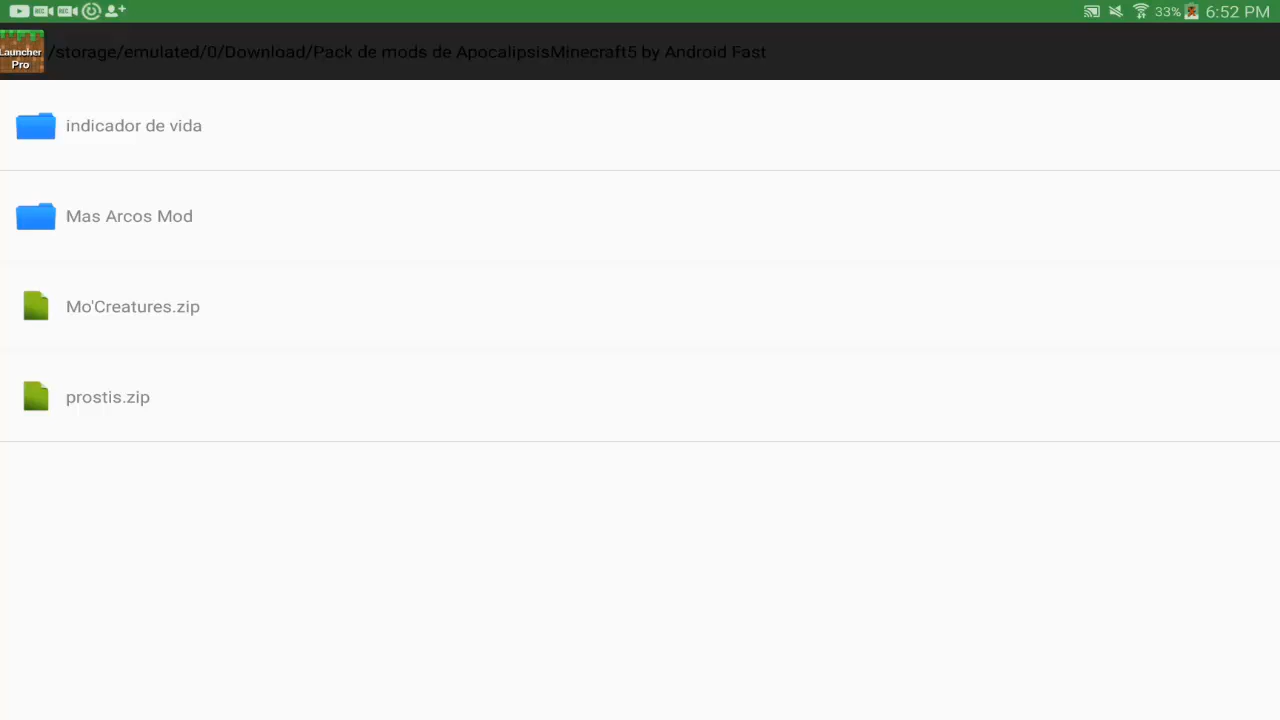 33% 6:52 PM
Launcher
Pro
/storage/emulated/0/Download/Pack de mods de ApocalipsisMinecraft5 by Android Fast
indicador de vida
Mas Arcos Mod
Mo'Creatures.zip
prostis.zip